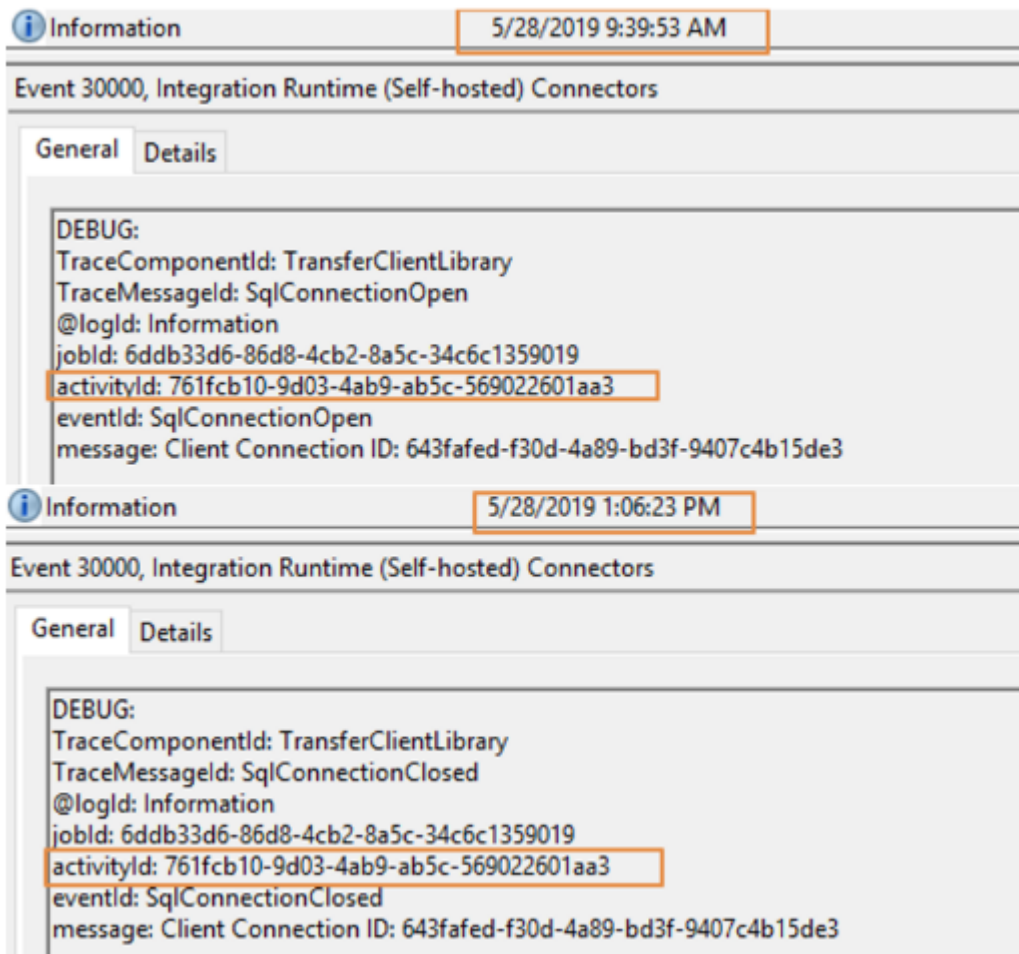 Information 5/28/2019 9:39:53 AM
Event 30000, Integration Runtime (Self-hosted) Connectors
General Details
DEBUG:
TraceComponentId: TransferClientLibrary
TraceMessageId: SqlConnectionOpen
@logId: Information
jobId: 6ddb33d6-86d8-4cb2-8a5c-34c6c1359019
activityId: 761fcb10-9d03-4ab9-ab5c-569022601aa3
eventId: SqlConnectionOpen
message: Client Connection ID: 643fafed-f30d-4a89-bd3f-9407c4b15de3
Information 5/28/2019 1:06:23 PM
Event 30000, Integration Runtime (Self-hosted) Connectors
General Details
DEBUG:
TraceComponentId: TransferClientLibrary
TraceMessageId: SqlConnectionClosed
@logId: Information
jobId: 6ddb33d6-86d8-4cb2-8a5c-34c6c1359019
activityId: 761fcb10-9d03-4ab9-ab5c-569022601aa3
eventId: SqlConnectionClosed
message: Client Connection ID: 643fafed-f30d-4a89-bd3f-9407c4b15de3